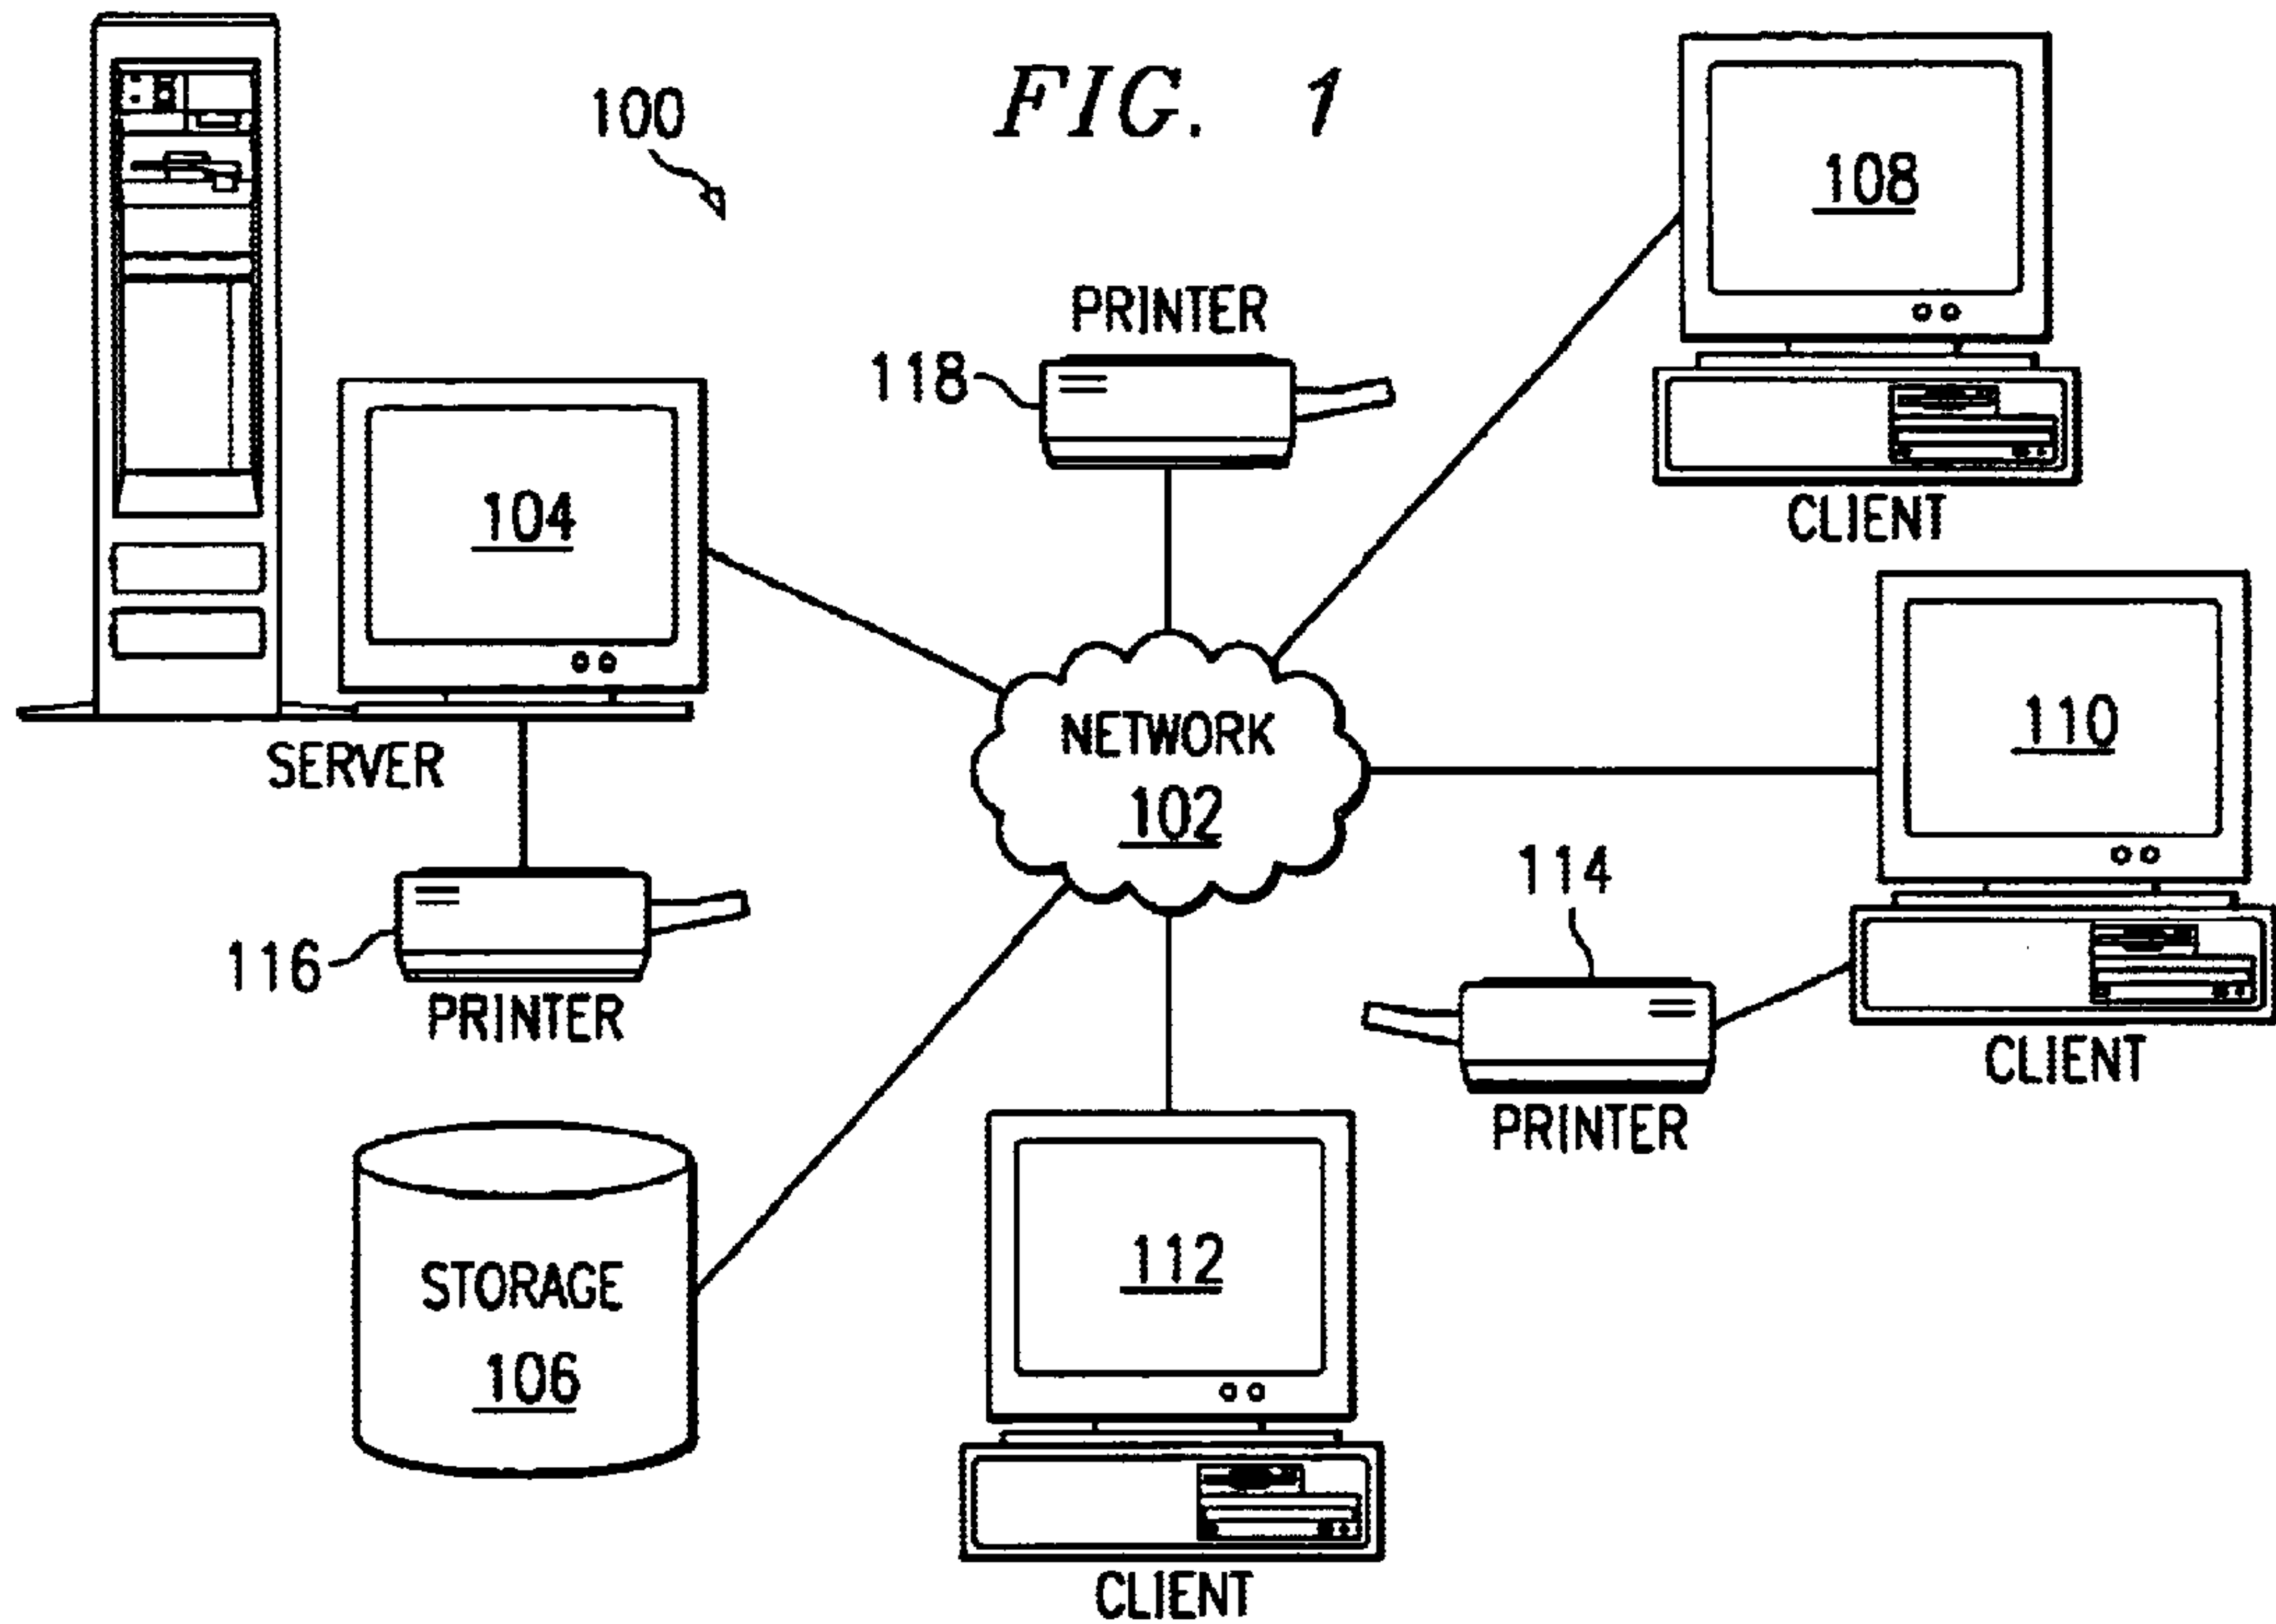 FIG. 1
100
108
PRINTER
118
CLIENT
104
SERVER
NETWORK
102
110
114
116
PRINTER
CLIENT
PRINTER
STORAGE
106
112
CLIENT